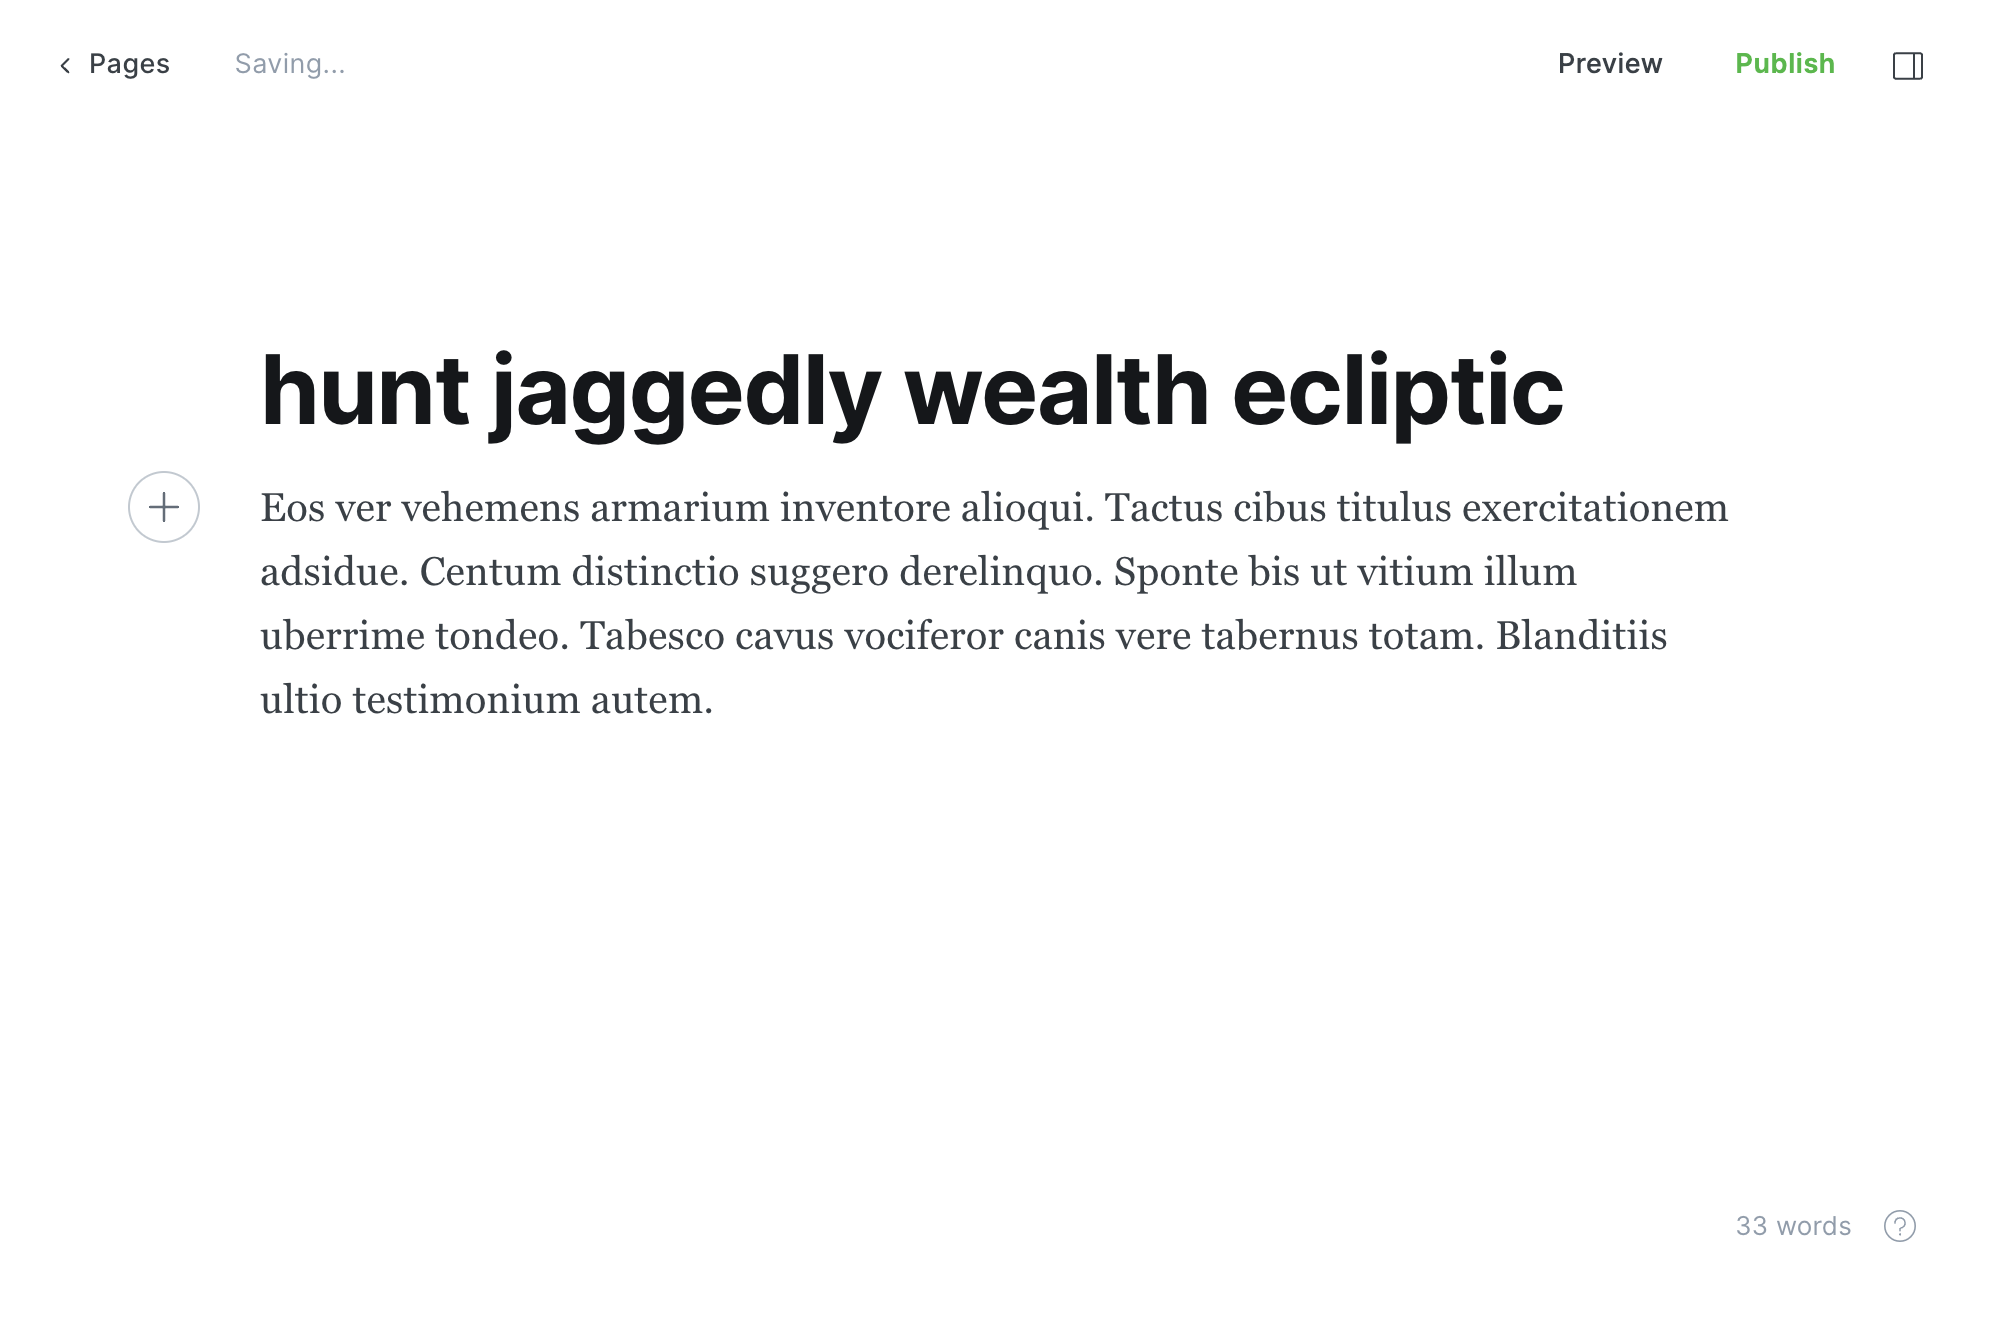 Pages
Saving...
Preview
Publish
hunt jaggedly wealth ecliptic
Eos ver vehemens armarium inventore alioqui. Tactus cibus titulus exercitationem
adsidue. Centum distinctio suggero derelinquo. Sponte bis ut vitium illum
uberrime tondeo. Tabesco cavus vociferor canis vere tabernus totam. Blanditiis
ultio testimonium autem.
33 words
?